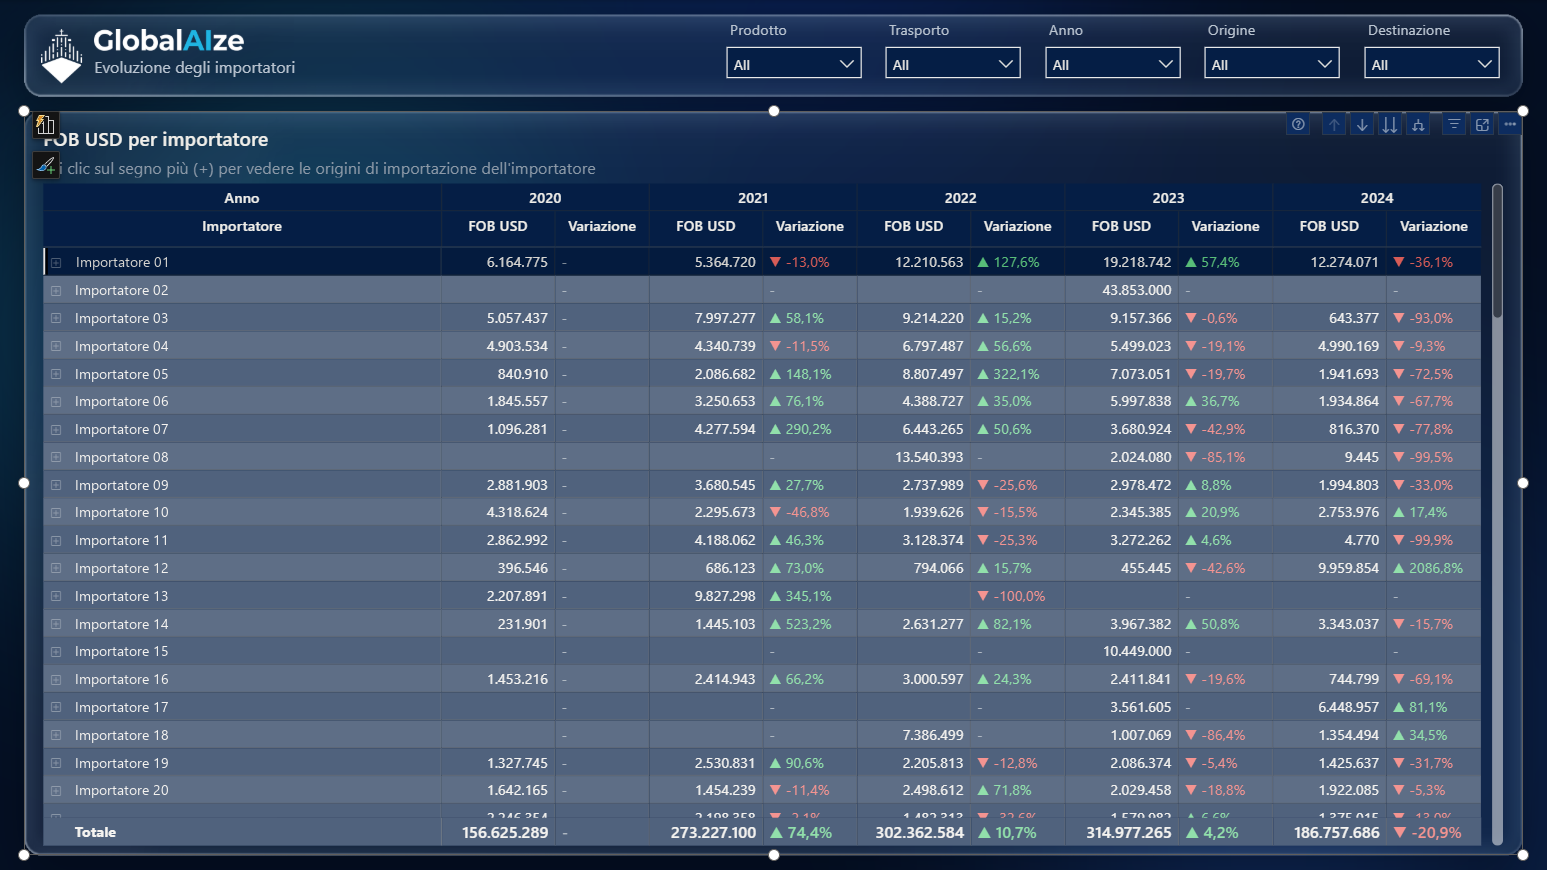 GlobalAIze
Evoluzione degli importatori
Prodotto Trasporto Anno Origine Destinazione
All All All All All
FOB USD per importatore
i clic sul segno più (+) per vedere le origini di importazione dell'importatore
Anno 2020 2021 2022 2023 2024
Importatore FOB USD Variazione FOB USD Variazione FOB USD Variazione FOB USD Variazione FOB USD Variazione
Importatore 01 6.164.775 - 5.364.720 ▼ -13,0% 12.210.563 ▲ 127,6% 19.218.742 ▲ 57,4% 12.274.071 ▼ -36,1%
Importatore 02 - - - 43.853.000 - -
Importatore 03 5.057.437 - 7.997.277 ▲ 58,1% 9.214.220 ▲ 15,2% 9.157.366 ▼ -0,6% 643.377 ▼ -93,0%
Importatore 04 4.903.534 - 4.340.739 ▼ -11,5% 6.797.487 ▲ 56,6% 5.499.023 ▼ -19,1% 4.990.169 ▼ -9,3%
Importatore 05 840.910 - 2.086.682 ▲ 148,1% 8.807.497 ▲ 322,1% 7.073.051 ▼ -19,7% 1.941.693 ▼ -72,5%
Importatore 06 1.845.557 - 3.250.653 ▲ 76,1% 4.388.727 ▲ 35,0% 5.997.838 ▲ 36,7% 1.934.864 ▼ -67,7%
Importatore 07 1.096.281 - 4.277.594 ▲ 290,2% 6.443.265 ▲ 50,6% 3.680.924 ▼ -42,9% 816.370 ▼ -77,8%
Importatore 08 - - 13.540.393 - 2.024.080 ▼ -85,1% 9.445 ▼ -99,5%
Importatore 09 2.881.903 - 3.680.545 ▲ 27,7% 2.737.989 ▼ -25,6% 2.978.472 ▲ 8,8% 1.994.803 ▼ -33,0%
Importatore 10 4.318.624 - 2.295.673 ▼ -46,8% 1.939.626 ▼ -15,5% 2.345.385 ▲ 20,9% 2.753.976 ▲ 17,4%
Importatore 11 2.862.992 - 4.188.062 ▲ 46,3% 3.128.374 ▼ -25,3% 3.272.262 ▲ 4,6% 4.770 ▼ -99,9%
Importatore 12 396.546 - 686.123 ▲ 73,0% 794.066 ▲ 15,7% 455.445 ▼ -42,6% 9.959.854 ▲ 2086,8%
Importatore 13 2.207.891 - 9.827.298 ▲ 345,1% ▼ -100,0% - -
Importatore 14 231.901 - 1.445.103 ▲ 523,2% 2.631.277 ▲ 82,1% 3.967.382 ▲ 50,8% 3.343.037 ▼ -15,7%
Importatore 15 - - - 10.449.000 - -
Importatore 16 1.453.216 - 2.414.943 ▲ 66,2% 3.000.597 ▲ 24,3% 2.411.841 ▼ -19,6% 744.799 ▼ -69,1%
Importatore 17 - - - 3.561.605 - 6.448.957 ▲ 81,1%
Importatore 18 - - 7.386.499 - 1.007.069 ▼ -86,4% 1.354.494 ▲ 34,5%
Importatore 19 1.327.745 - 2.530.831 ▲ 90,6% 2.205.813 ▼ -12,8% 2.086.374 ▼ -5,4% 1.425.637 ▼ -31,7%
Importatore 20 1.642.165 - 1.454.239 ▼ -11,4% 2.498.612 ▲ 71,8% 2.029.458 ▼ -18,8% 1.922.085 ▼ -5,3%
Totale 156.625.289 - 273.227.100 ▲ 74,4% 302.362.584 ▲ 10,7% 314.977.265 ▲ 4,2% 186.757.686 ▼ -20,9%